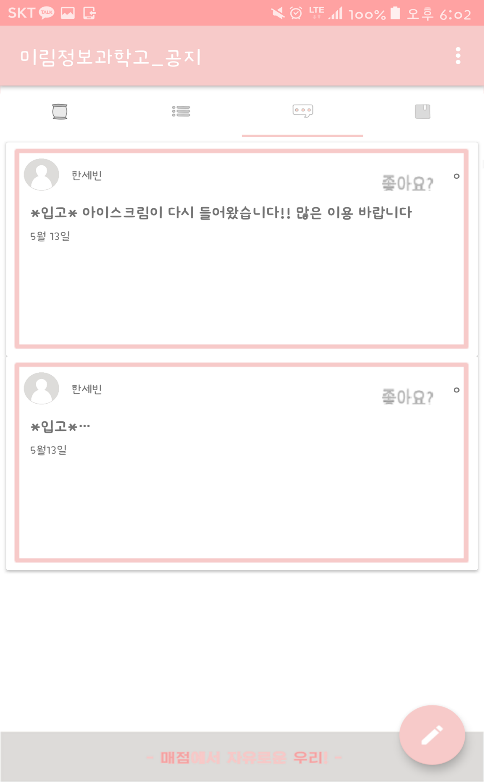 SKT TALK LTE 100% 오후 6:02
미림정보과학고_공지
한세빈
좋아요?
*입고* 아이스크림이 다시 들어왔습니다!! 많은 이용 바랍니다
5월 13일
한세빈
좋아요?
*입고*…
5월13일
- 매점에서 자유로운 우리! -